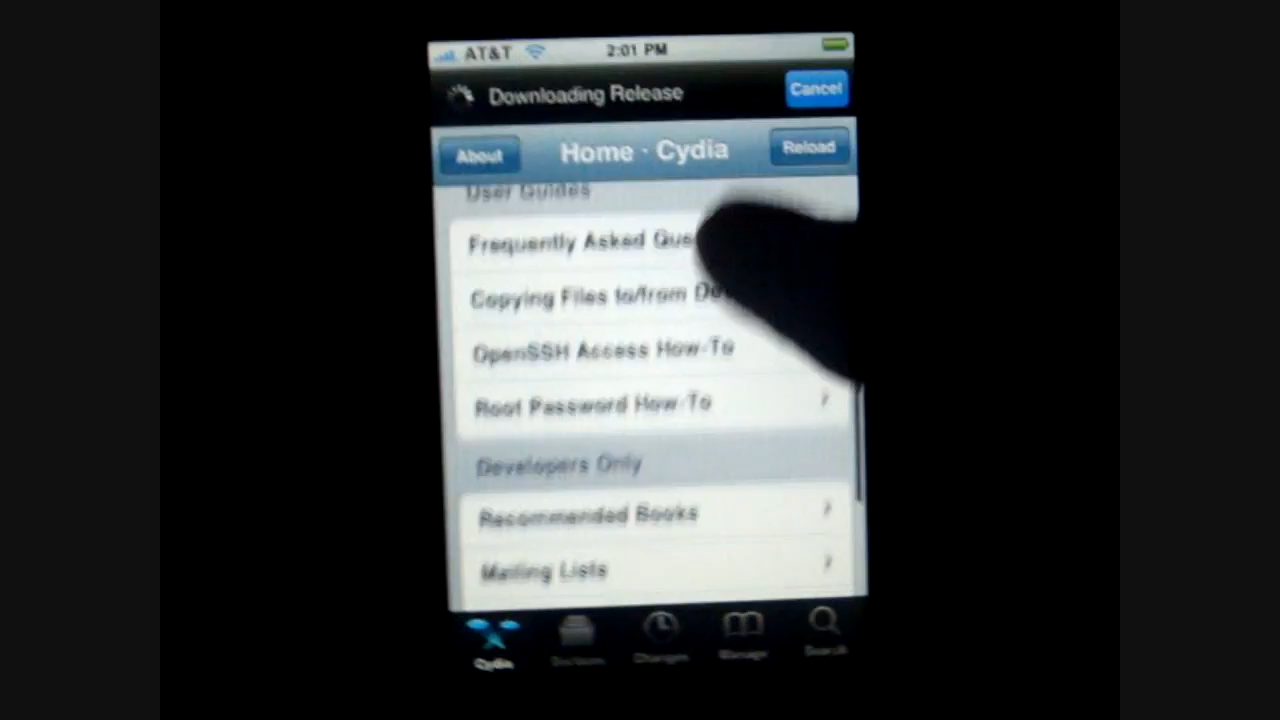 AT&T 2:01 PM
Downloading Release Cancel
About Home · Cydia Reload
User Guides
Frequently Asked
Copying Files to/from
OpenSSH Access How-To
Root Password How-To
Developers Only
Recommended Books
Mailing Lists
Cydia Sections Changes Manage Search